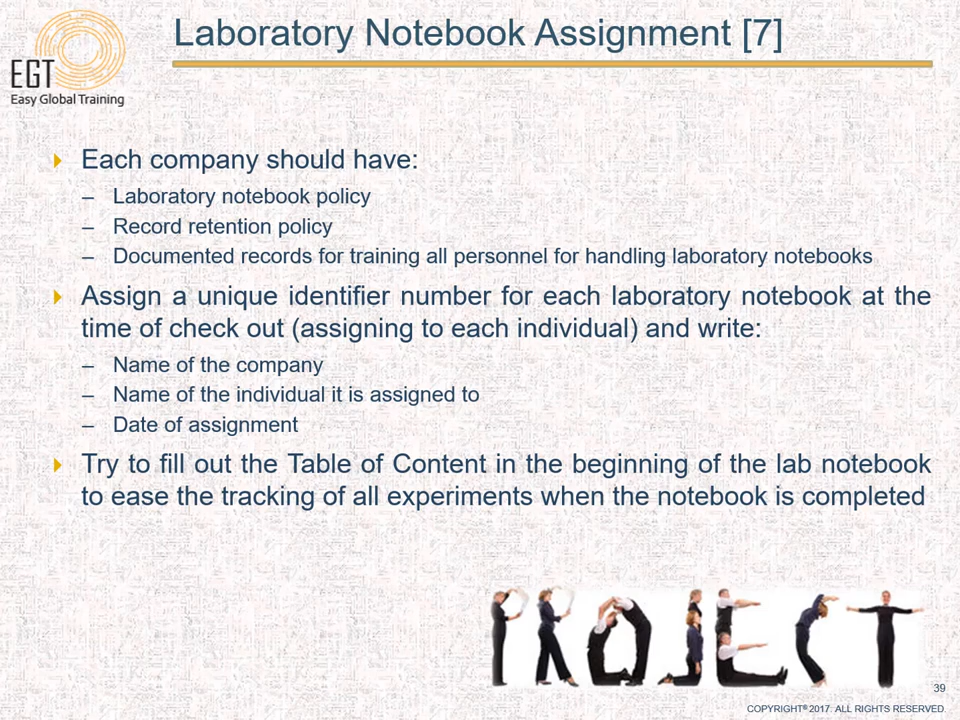 Laboratory Notebook Assignment [7]
EGT
Easy Global Training
Each company should have:
– Laboratory notebook policy
– Record retention policy
– Documented records for training all personnel for handling laboratory notebooks
Assign a unique identifier number for each laboratory notebook at the
time of check out (assigning to each individual) and write:
– Name of the company
– Name of the individual it is assigned to
– Date of assignment
Try to fill out the Table of Content in the beginning of the lab notebook
to ease the tracking of all experiments when the notebook is completed
PROJECT
39
COPYRIGHT® 2017. ALL RIGHTS RESERVED.